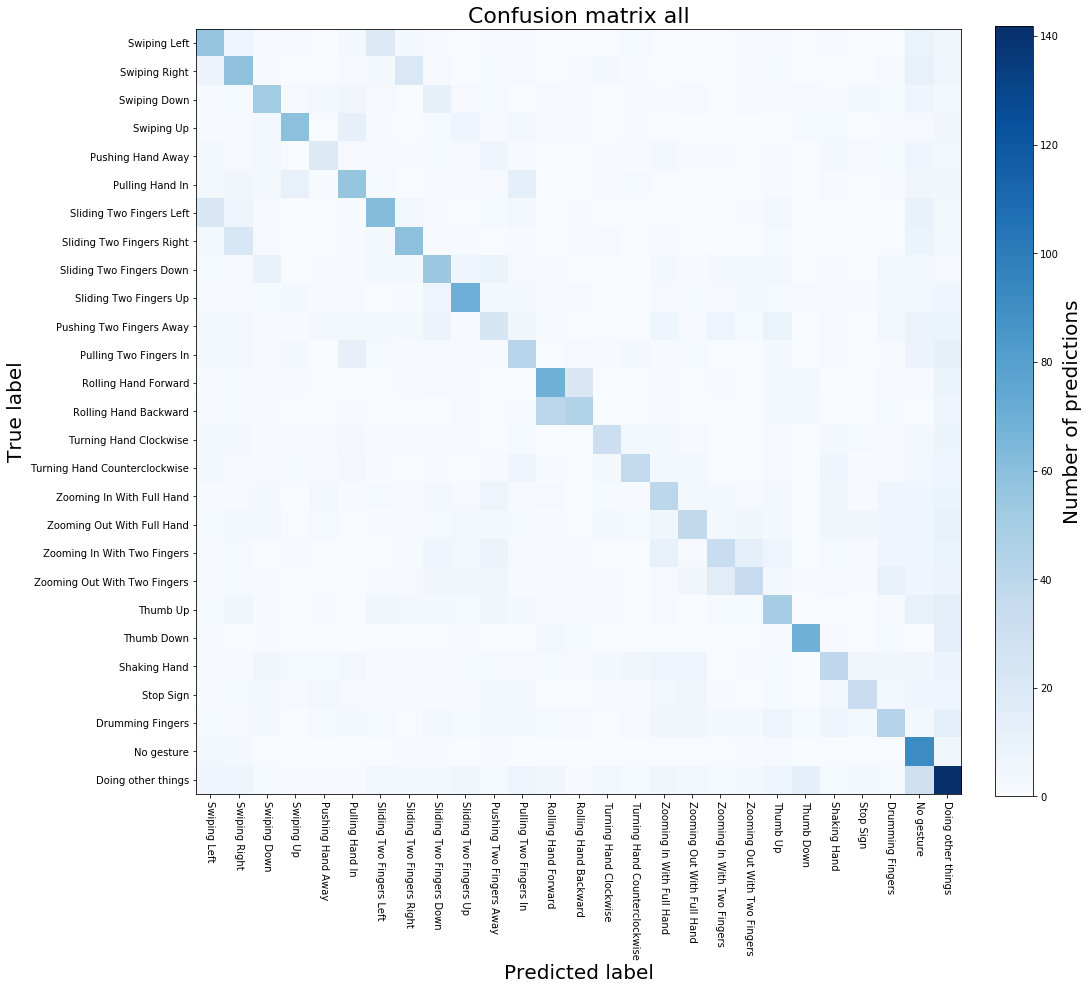 Confusion matrix all
True label
Swiping Left
Swiping Right
Swiping Down
Swiping Up
Pushing Hand Away
Pulling Hand In
Sliding Two Fingers Left
Sliding Two Fingers Right
Sliding Two Fingers Down
Sliding Two Fingers Up
Pushing Two Fingers Away
Pulling Two Fingers In
Rolling Hand Forward
Rolling Hand Backward
Turning Hand Clockwise
Turning Hand Counterclockwise
Zooming In With Full Hand
Zooming Out With Full Hand
Zooming In With Two Fingers
Zooming Out With Two Fingers
Thumb Up
Thumb Down
Shaking Hand
Stop Sign
Drumming Fingers
No gesture
Doing other things
Swiping Left
Swiping Right
Swiping Down
Swiping Up
Pushing Hand Away
Pulling Hand In
Sliding Two Fingers Left
Sliding Two Fingers Right
Sliding Two Fingers Down
Sliding Two Fingers Up
Pushing Two Fingers Away
Pulling Two Fingers In
Rolling Hand Forward
Rolling Hand Backward
Turning Hand Clockwise
Turning Hand Counterclockwise
Zooming In With Full Hand
Zooming Out With Full Hand
Zooming In With Two Fingers
Zooming Out With Two Fingers
Thumb Up
Thumb Down
Shaking Hand
Stop Sign
Drumming Fingers
No gesture
Doing other things
Predicted label
140
120
100
80
60
40
20
0
Number of predictions